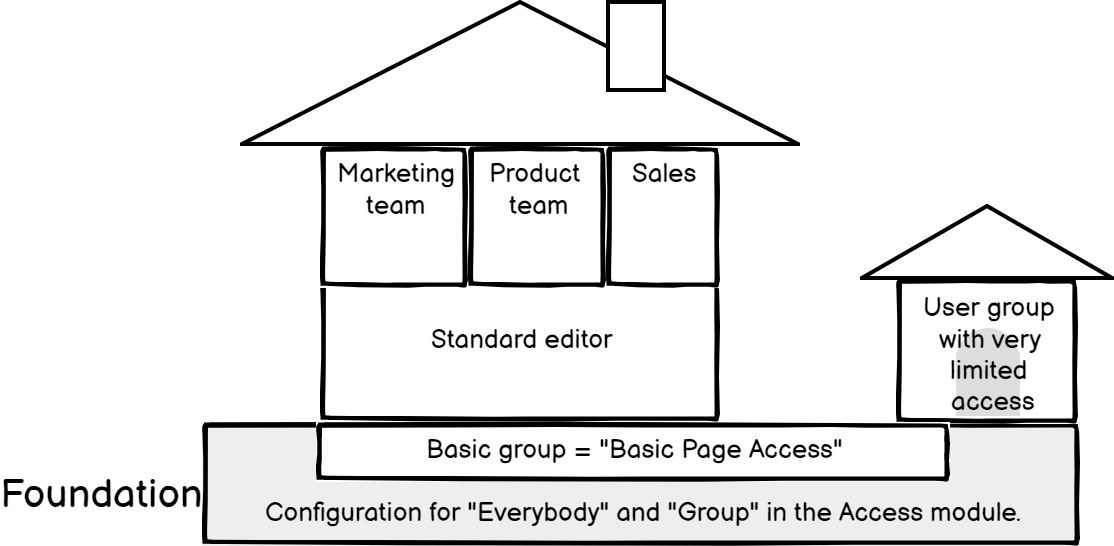 Marketing
team
Product
team
Sales
User group
with very
limited
access
Standard editor
Basic group = "Basic Page Access"
Foundation
Configuration for "Everybody" and "Group" in the Access module.